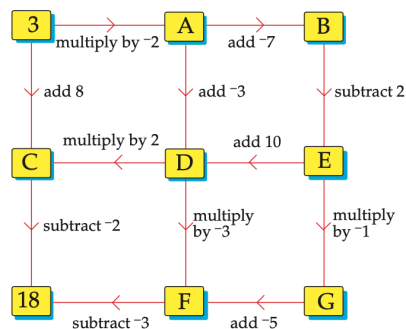 3
A
B
multiply by ⁻2
add ⁻7
add 8
add ⁻3
subtract 2
multiply by 2
add 10
C
D
E
subtract ⁻2
multiply
by ⁻3
multiply
by ⁻1
18
F
G
subtract ⁻3
add ⁻5